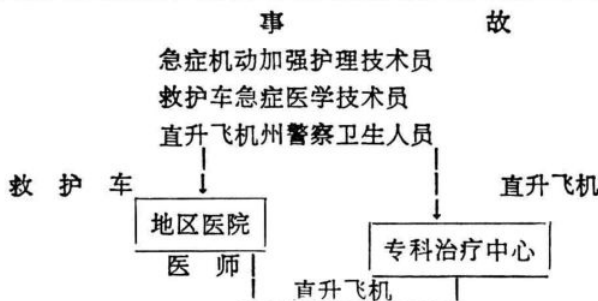 事 故
急症机动加强护理技术员
救护车急症医学技术员
直升飞机州警察卫生人员
救 护 车 直升飞机
地区医院 专科治疗中心
医 师
直升飞机